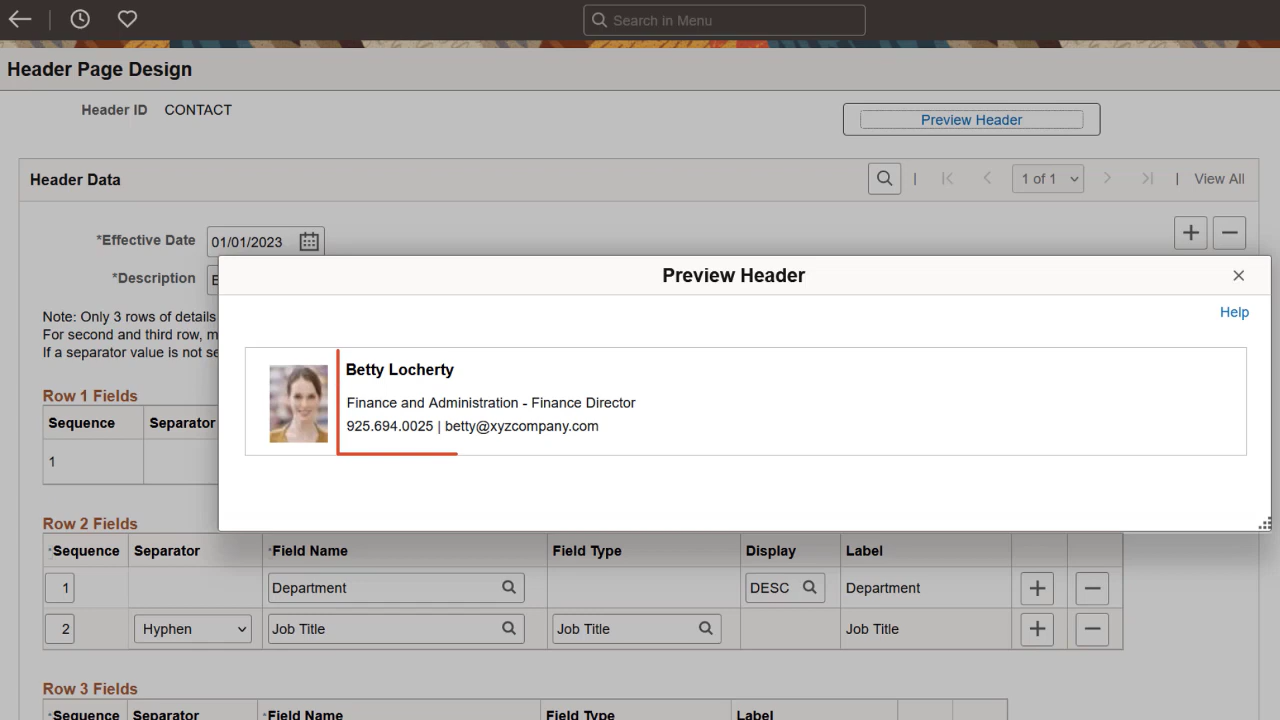 Search in Menu
Header Page Design
Header ID CONTACT
Preview Header
Header Data
| 1 of 1 | View All
*Effective Date 01/01/2023
*Description
Preview Header
Help
Note: Only 3 rows of details
For second and third row, m
If a separator value is not se
Betty Locherty
Finance and Administration - Finance Director
925.694.0025 | betty@xyzcompany.com
Row 1 Fields
Sequence Separator
1
Row 2 Fields
*Sequence Separator *Field Name Field Type Display Label
1 Department DESC Department
2 Hyphen Job Title Job Title Job Title
Row 3 Fields
*Sequence Separator *Field Name Field Type Label